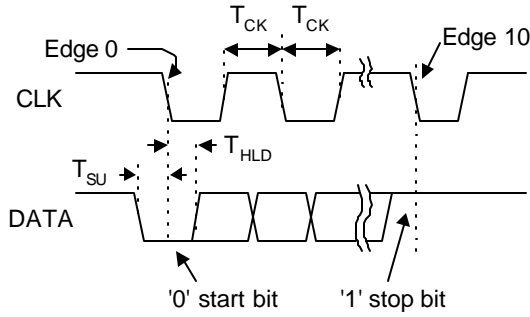 T_CK T_CK
Edge 0
Edge 10
CLK
T_SU
T_HLD
DATA
'0' start bit
'1' stop bit